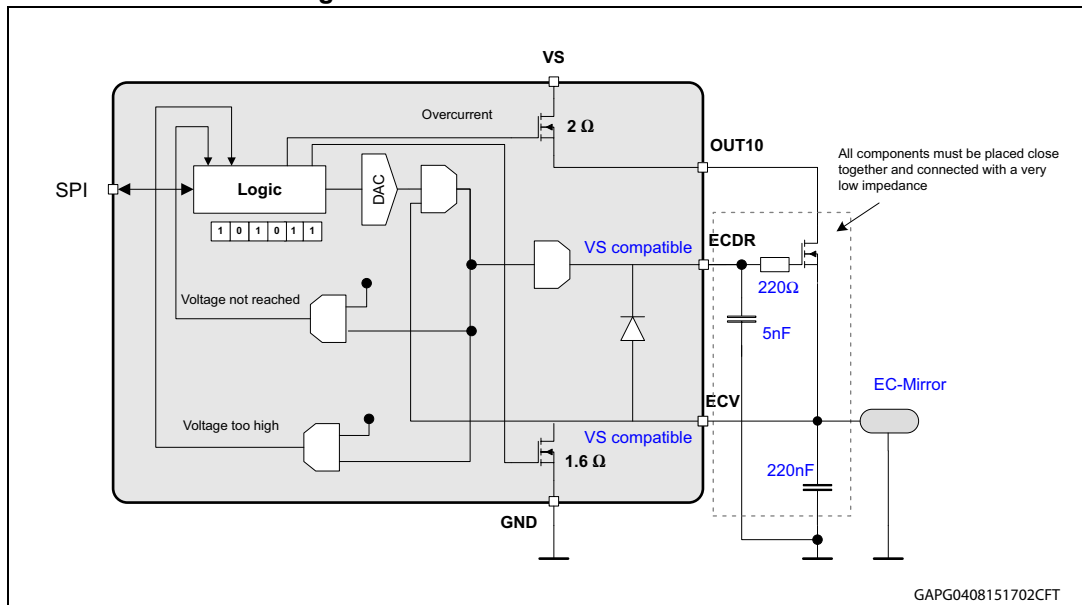 VS
Overcurrent
2 Ω
OUT10
All components must be placed close
together and connected with a very
low impedance
SPI
Logic
DAC
1 0 1 0 1 1
ECDR
VS compatible
220Ω
Voltage not reached
5nF
EC-Mirror
ECV
VS compatible
Voltage too high
1.6 Ω
220nF
GND
GAPG0408151702CFT